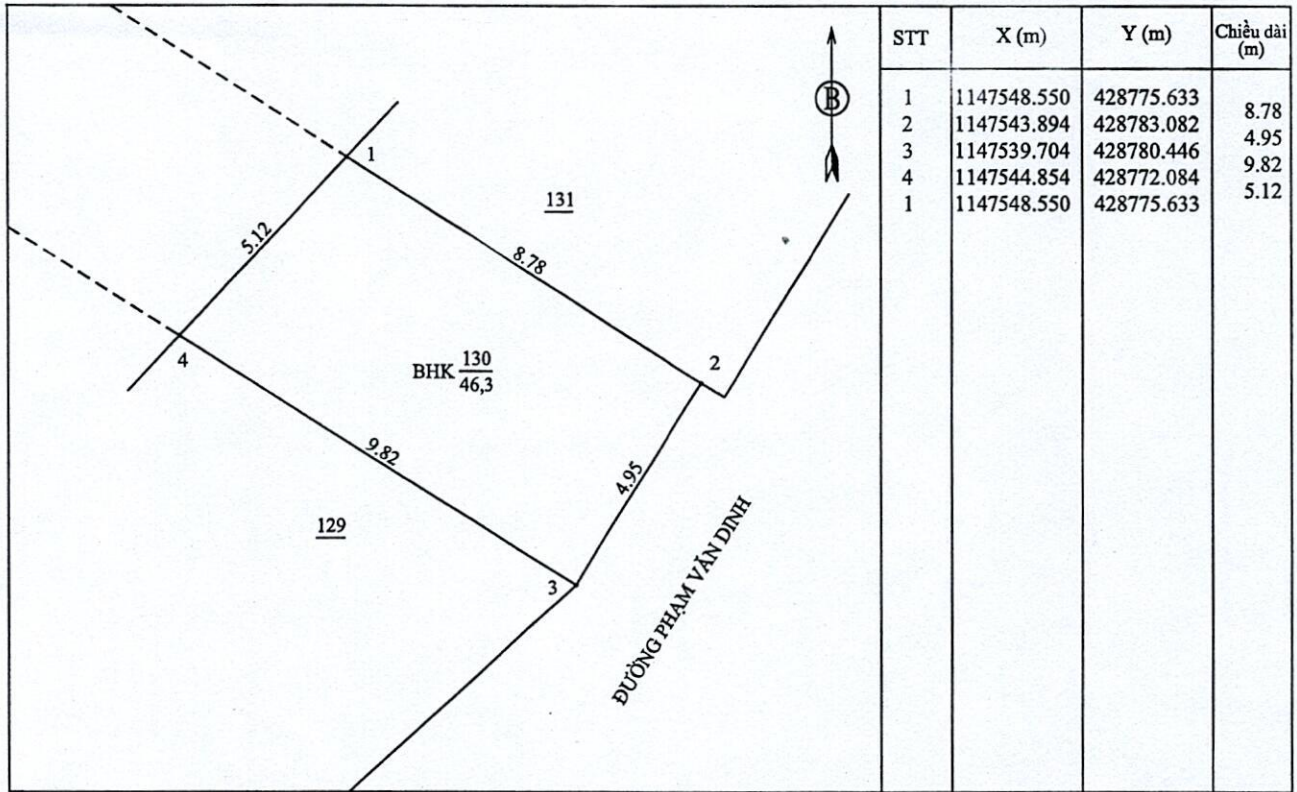 STT X (m) Y (m) Chiều dài (m)
1 1147548.550 428775.633
8.78
2 1147543.894 428783.082
4.95
3 1147539.704 428780.446
9.82
4 1147544.854 428772.084
5.12
1 1147548.550 428775.633
B
1
131
5.12
8.78
4
2
BHK 130
46,3
9.82
4.95
129
3
ĐƯỜNG PHẠM VĂN DINH